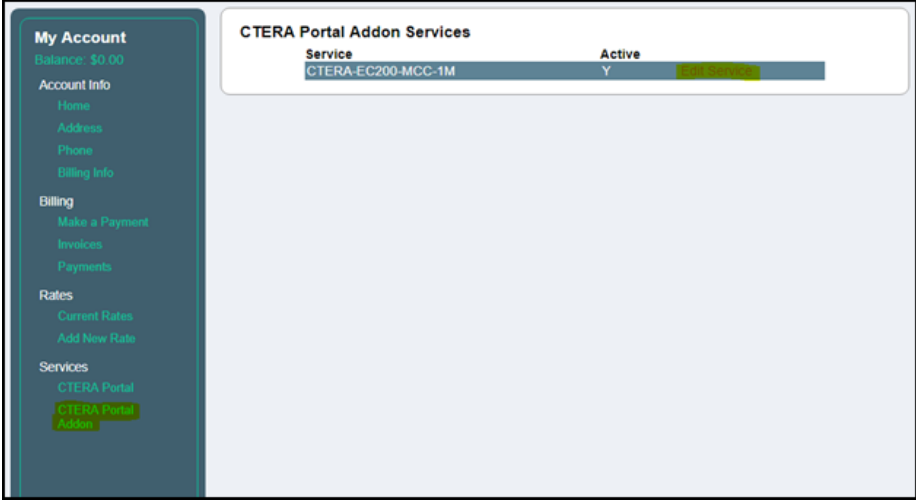 My Account
Balance: $0.00
Account Info
Home
Address
Phone
Billing Info
Billing
Make a Payment
Invoices
Payments
Rates
Current Rates
Add New Rate
Services
CTERA Portal
CTERA Portal
Addon
CTERA Portal Addon Services
Service Active
CTERA-EC200-MCC-1M Y Edit Service